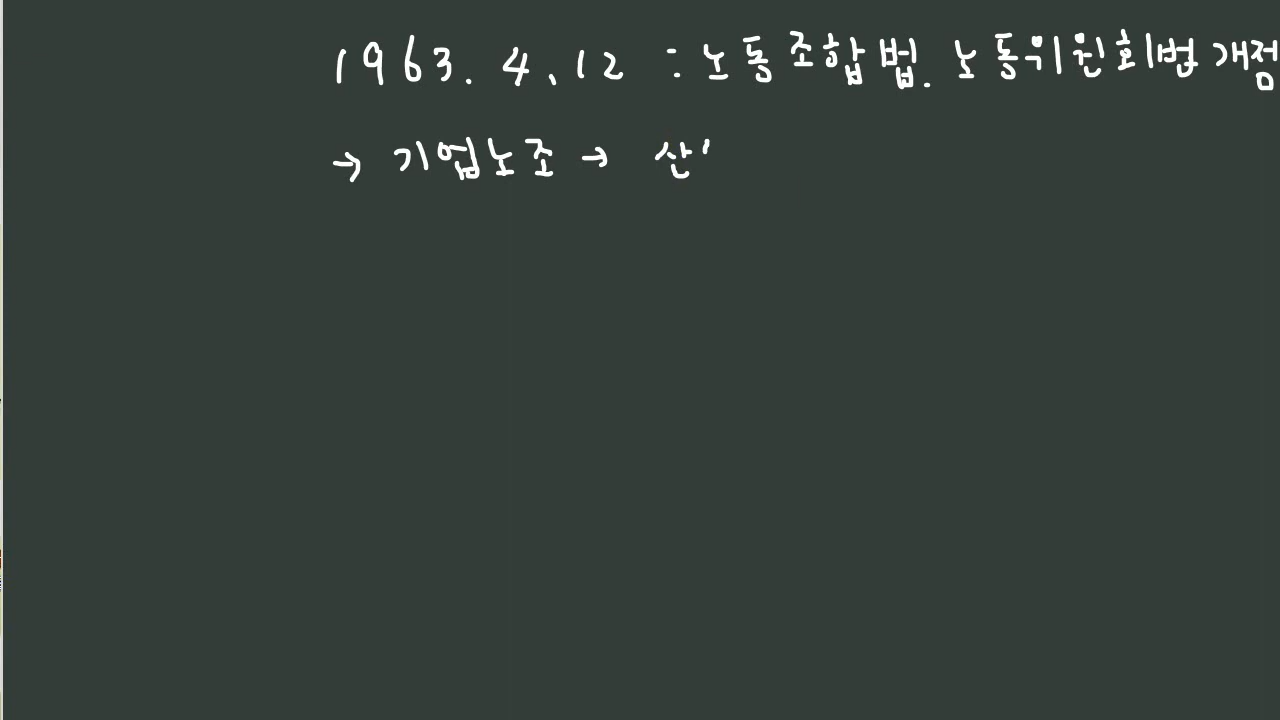 1963. 4. 12 : 노동조합법. 노동위원회법 개정
→ 기업노조 → 산